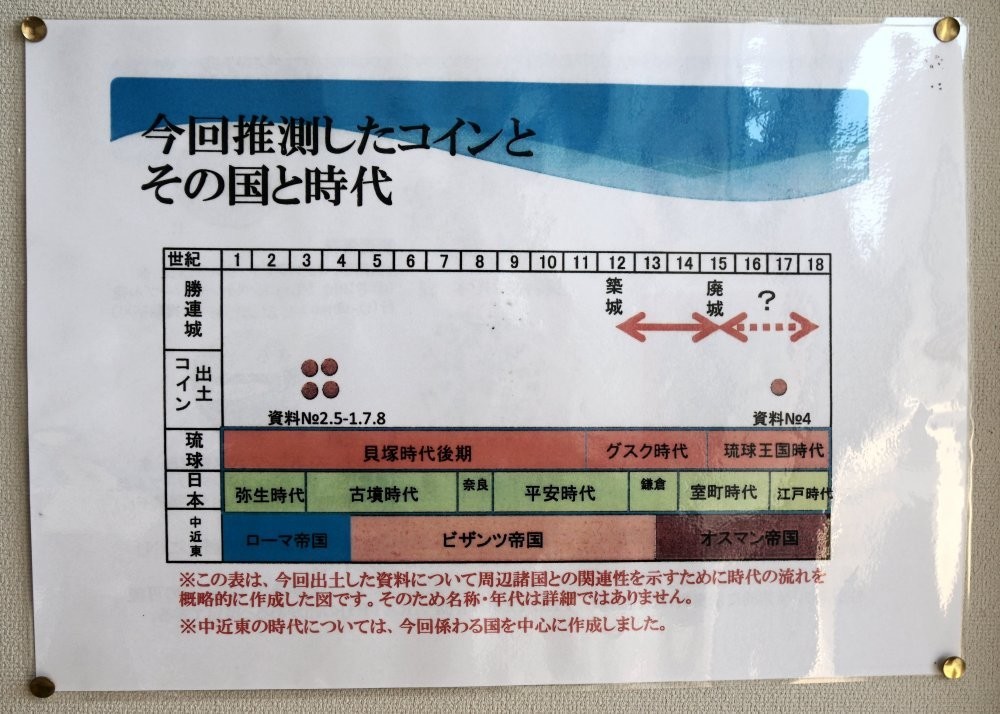 今回推測したコインと
その国と時代
世紀 1 2 3 4 5 6 7 8 9 10 11 12 13 14 15 16 17 18
勝連城
築城
廃城
?
出土コイン
資料№2.5-1.7.8
資料№4
琉球 貝塚時代後期 グスク時代 琉球王国時代
日本 弥生時代 古墳時代 奈良 平安時代 鎌倉 室町時代 江戸時代
中近東 ローマ帝国 ビザンツ帝国 オスマン帝国
※この表は、今回出土した資料について周辺諸国との関連性を示すために時代の流れを
概略的に作成した図です。そのため名称・年代は詳細ではありません。
※中近東の時代については、今回係わる国を中心に作成しました。